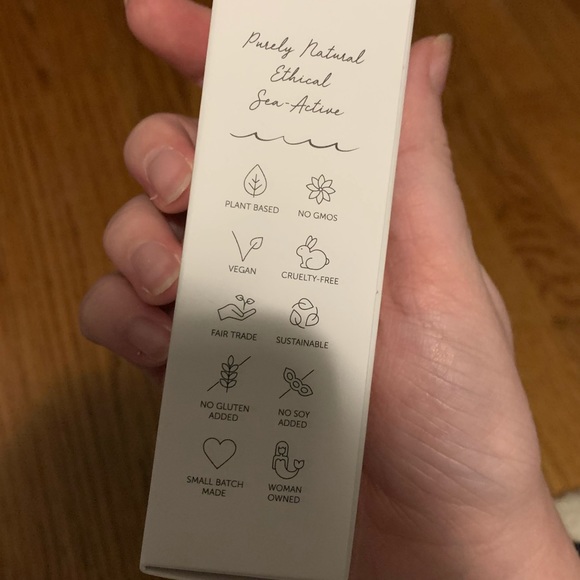 Purely Natural
Ethical
Sea-Active
PLANT BASED
NO GMOS
VEGAN
CRUELTY-FREE
FAIR TRADE
SUSTAINABLE
NO GLUTEN
ADDED
NO SOY
ADDED
SMALL BATCH
MADE
WOMAN
OWNED